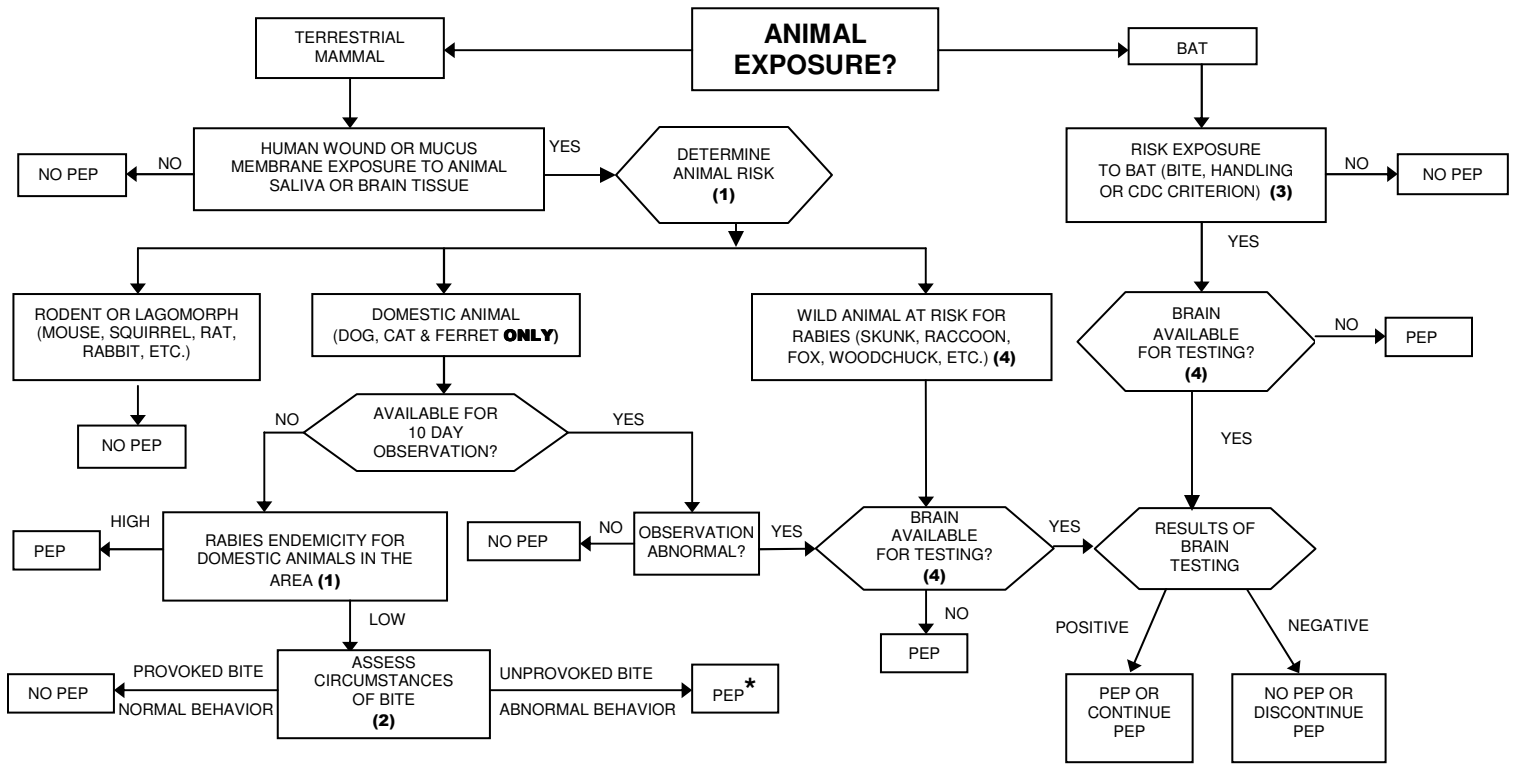 ANIMAL
EXPOSURE?
TERRESTRIAL
MAMMAL
BAT
HUMAN WOUND OR MUCUS
MEMBRANE EXPOSURE TO ANIMAL
SALIVA OR BRAIN TISSUE
NO
NO PEP
YES
DETERMINE
ANIMAL RISK
(1)
RISK EXPOSURE
TO BAT (BITE, HANDLING
OR CDC CRITERION) (3)
NO
NO PEP
YES
RODENT OR LAGOMORPH
(MOUSE, SQUIRREL, RAT,
RABBIT, ETC.)
NO PEP
DOMESTIC ANIMAL
(DOG, CAT & FERRET ONLY)
WILD ANIMAL AT RISK FOR
RABIES (SKUNK, RACCOON,
FOX, WOODCHUCK, ETC.) (4)
BRAIN
AVAILABLE
FOR TESTING?
(4)
NO
PEP
YES
AVAILABLE FOR
10 DAY
OBSERVATION?
NO
YES
HIGH
PEP
RABIES ENDEMICITY FOR
DOMESTIC ANIMALS IN THE
AREA (1)
LOW
OBSERVATION
ABNORMAL?
NO
NO PEP
YES
BRAIN
AVAILABLE
FOR TESTING?
(4)
YES
NO
PEP
RESULTS OF
BRAIN
TESTING
POSITIVE
NEGATIVE
PEP OR
CONTINUE
PEP
NO PEP OR
DISCONTINUE
PEP
ASSESS
CIRCUMSTANCES
OF BITE
(2)
PROVOKED BITE
NORMAL BEHAVIOR
NO PEP
UNPROVOKED BITE
ABNORMAL BEHAVIOR
PEP*